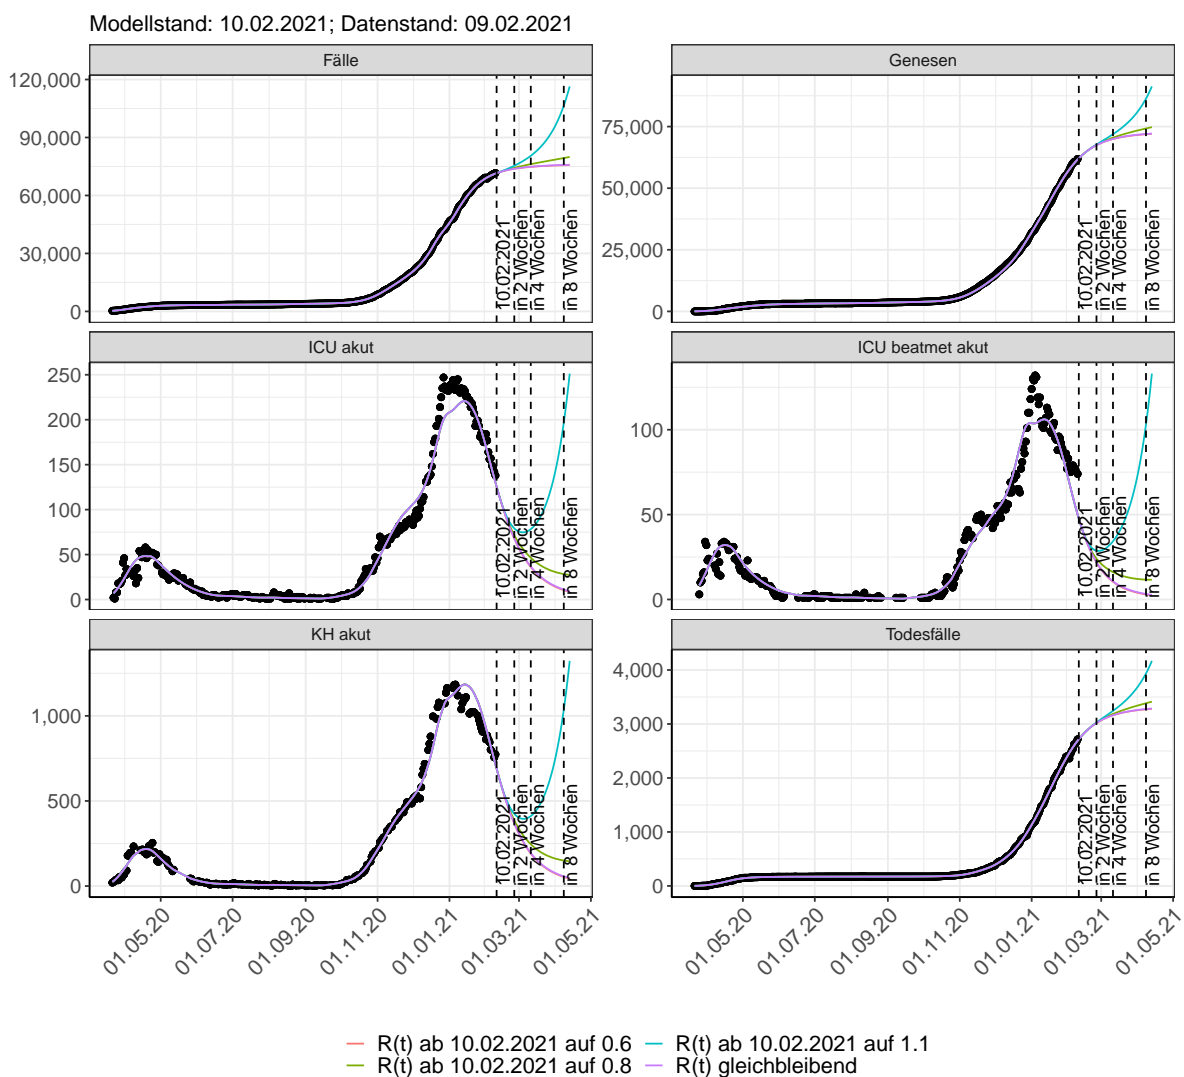 Modellstand: 10.02.2021; Datenstand: 09.02.2021
Fälle
120,000
90,000
60,000
30,000
0
10.02.2021
in 2 Wochen
in 4 Wochen
in 8 Wochen
Genesen
75,000
50,000
25,000
0
10.02.2021
in 2 Wochen
in 4 Wochen
in 8 Wochen
ICU akut
250
200
150
100
50
0
10.02.2021
in 2 Wochen
in 4 Wochen
in 8 Wochen
ICU beatmet akut
100
50
0
10.02.2021
in 2 Wochen
in 4 Wochen
in 8 Wochen
KH akut
1,000
500
0
10.02.2021
in 2 Wochen
in 4 Wochen
in 8 Wochen
Todesfälle
4,000
3,000
2,000
1,000
0
10.02.2021
in 2 Wochen
in 4 Wochen
in 8 Wochen
01.05.20
01.07.20
01.09.20
01.11.20
01.01.21
01.03.21
01.05.21
01.05.20
01.07.20
01.09.20
01.11.20
01.01.21
01.03.21
01.05.21
R(t) ab 10.02.2021 auf 0.6
R(t) ab 10.02.2021 auf 1.1
R(t) ab 10.02.2021 auf 0.8
R(t) gleichbleibend